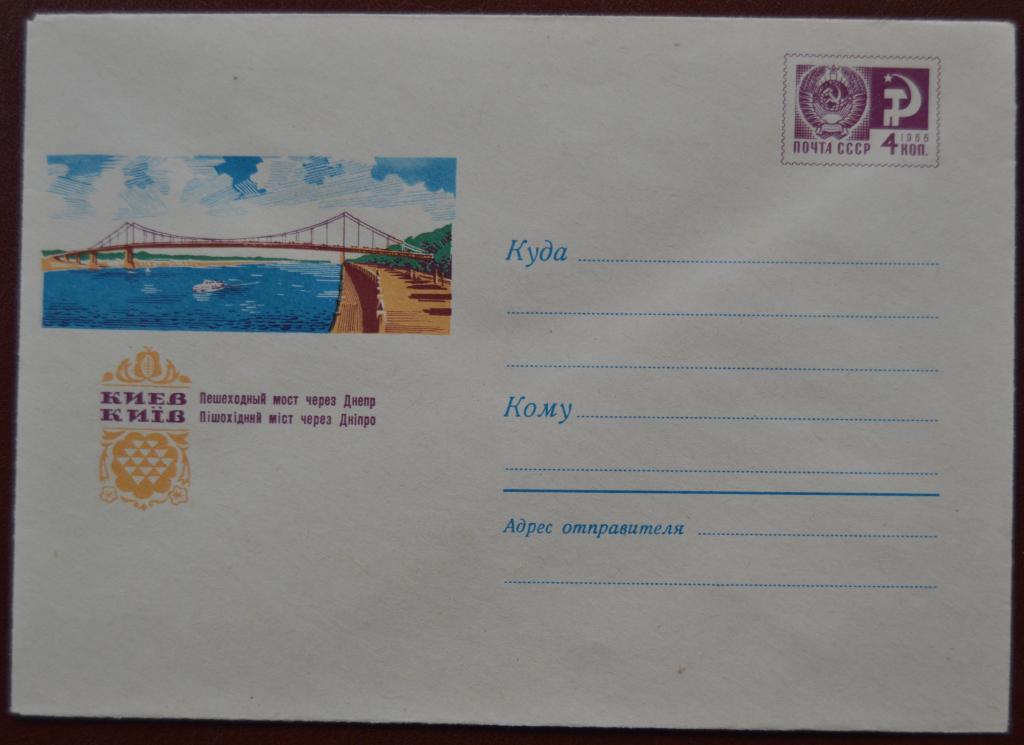 1966
ПОЧТА СССР 4 КОП.
Куда
КИЕВ Пешеходный мост через Днепр
КИЇВ Пішохідний міст через Дніпро
Кому
Адрес отправителя